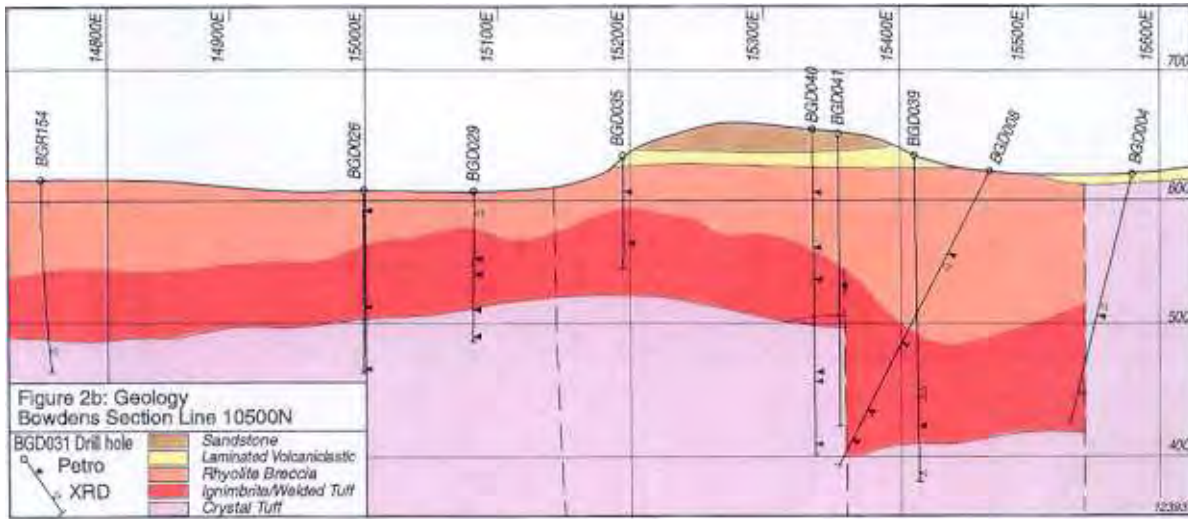 14800E 14900E 15000E 15100E 15200E 15300E 15400E 15500E 15600E
700
BGR154 BGD026 BGD029 BGD035 BGD040 BGD041 BGD039 BGD008 BGD004
600
500
400
Figure 2b: Geology
Bowdens Section Line 10500N
BGD031 Drill hole
Petro
XRD
Sandstone
Laminated Volcaniclastic
Rhyolite Breccia
Ignimbrite/Welded Tuff
Crystal Tuff
12393